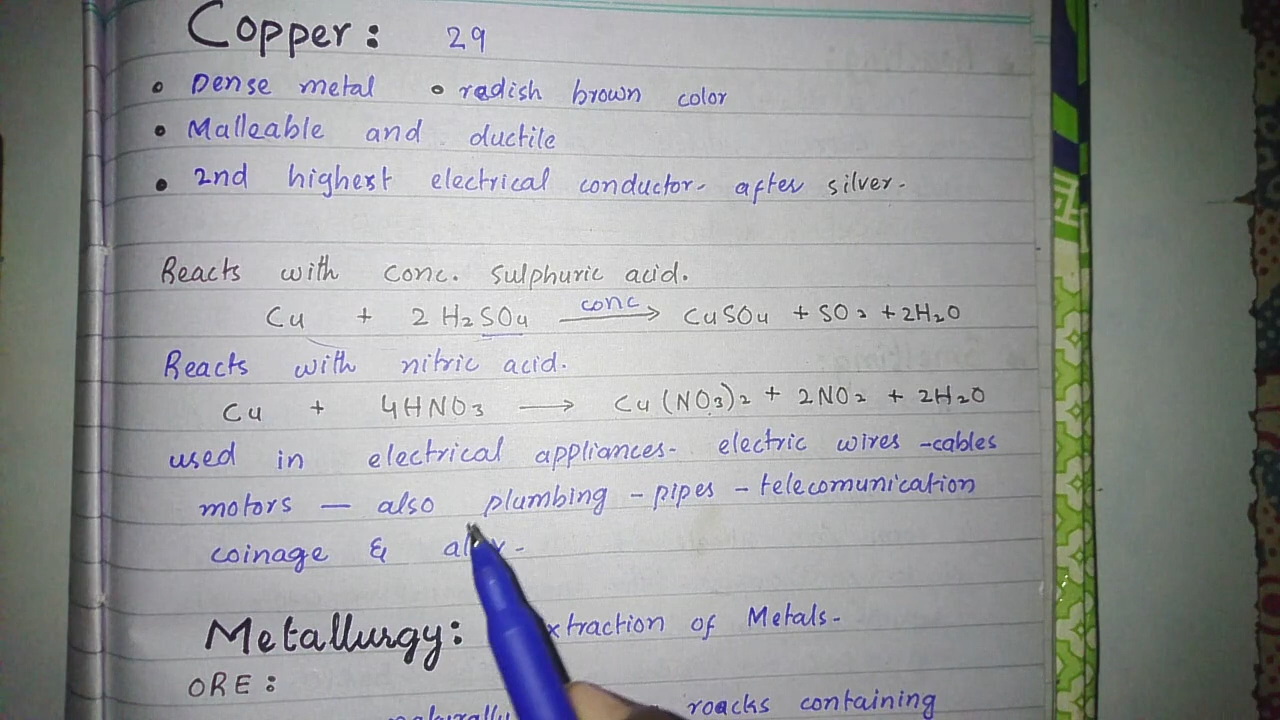 Copper: 29
• Dense metal • radish brown color
• Malleable and ductile
• 2nd highest electrical conductor- after silver.
Reacts with conc. sulphuric acid.
Cu + 2 H₂SO₄ conc → CuSO₄ + SO₂ + 2H₂O
Reacts with nitric acid.
Cu + 4HNO₃ → Cu(NO₃)₂ + 2NO₂ + 2H₂O
used in electrical appliances- electric wires -cables
motors — also plumbing - pipes - telecomunication
coinage &
Metallurgy: xtraction of Metals-
ORE:
roacks containing